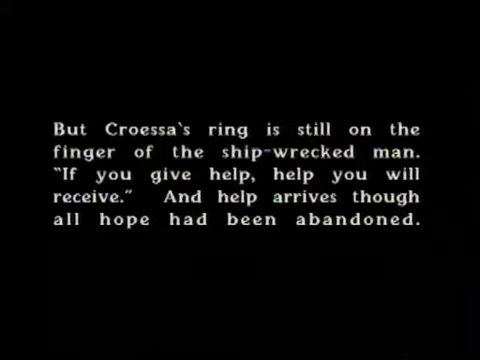 But Croessa's ring is still on the
finger of the ship-wrecked man.
"If you give help, help you will
receive." And help arrives though
all hope had been abandoned.